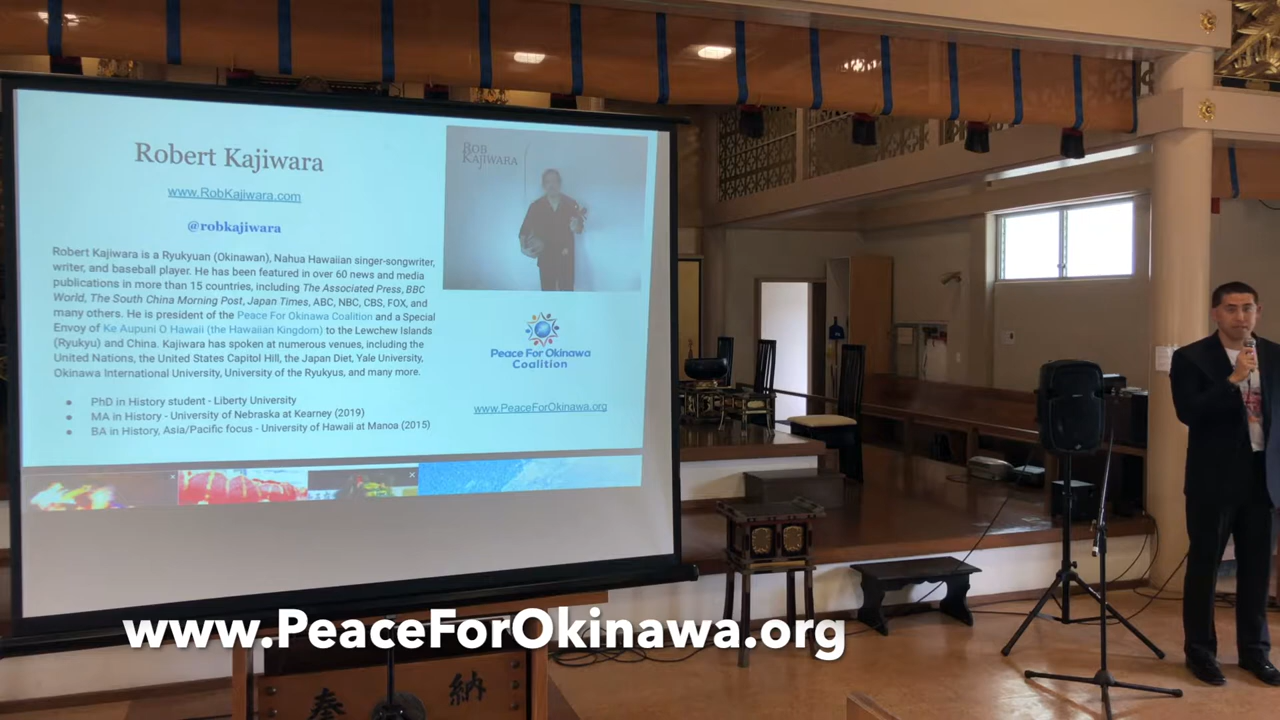 Robert Kajiwara
www.RobKajiwara.com
@robkajiwara
Robert Kajiwara is a Ryukyuan (Okinawan), Nahua Hawaiian singer-songwriter,
writer, and baseball player. He has been featured in over 60 news and media
publications in more than 15 countries, including The Associated Press, BBC
World, The South China Morning Post, Japan Times, ABC, NBC, CBS, FOX, and
many others. He is president of the Peace For Okinawa Coalition and a Special
Envoy of Ke Aupuni O Hawaii (the Hawaiian Kingdom) to the Lewchew Islands
(Ryukyu) and China. Kajiwara has spoken at numerous venues, including the
United Nations, the United States Capitol Hill, the Japan Diet, Yale University,
Okinawa International University, University of the Ryukyus, and many more.
● PhD in History student - Liberty University
● MA in History - University of Nebraska at Kearney (2019)
● BA in History, Asia/Pacific focus - University of Hawaii at Manoa (2015)
ROB
KAJIWARA
Peace For Okinawa
Coalition
www.PeaceForOkinawa.org
www.PeaceForOkinawa.org
奉 納